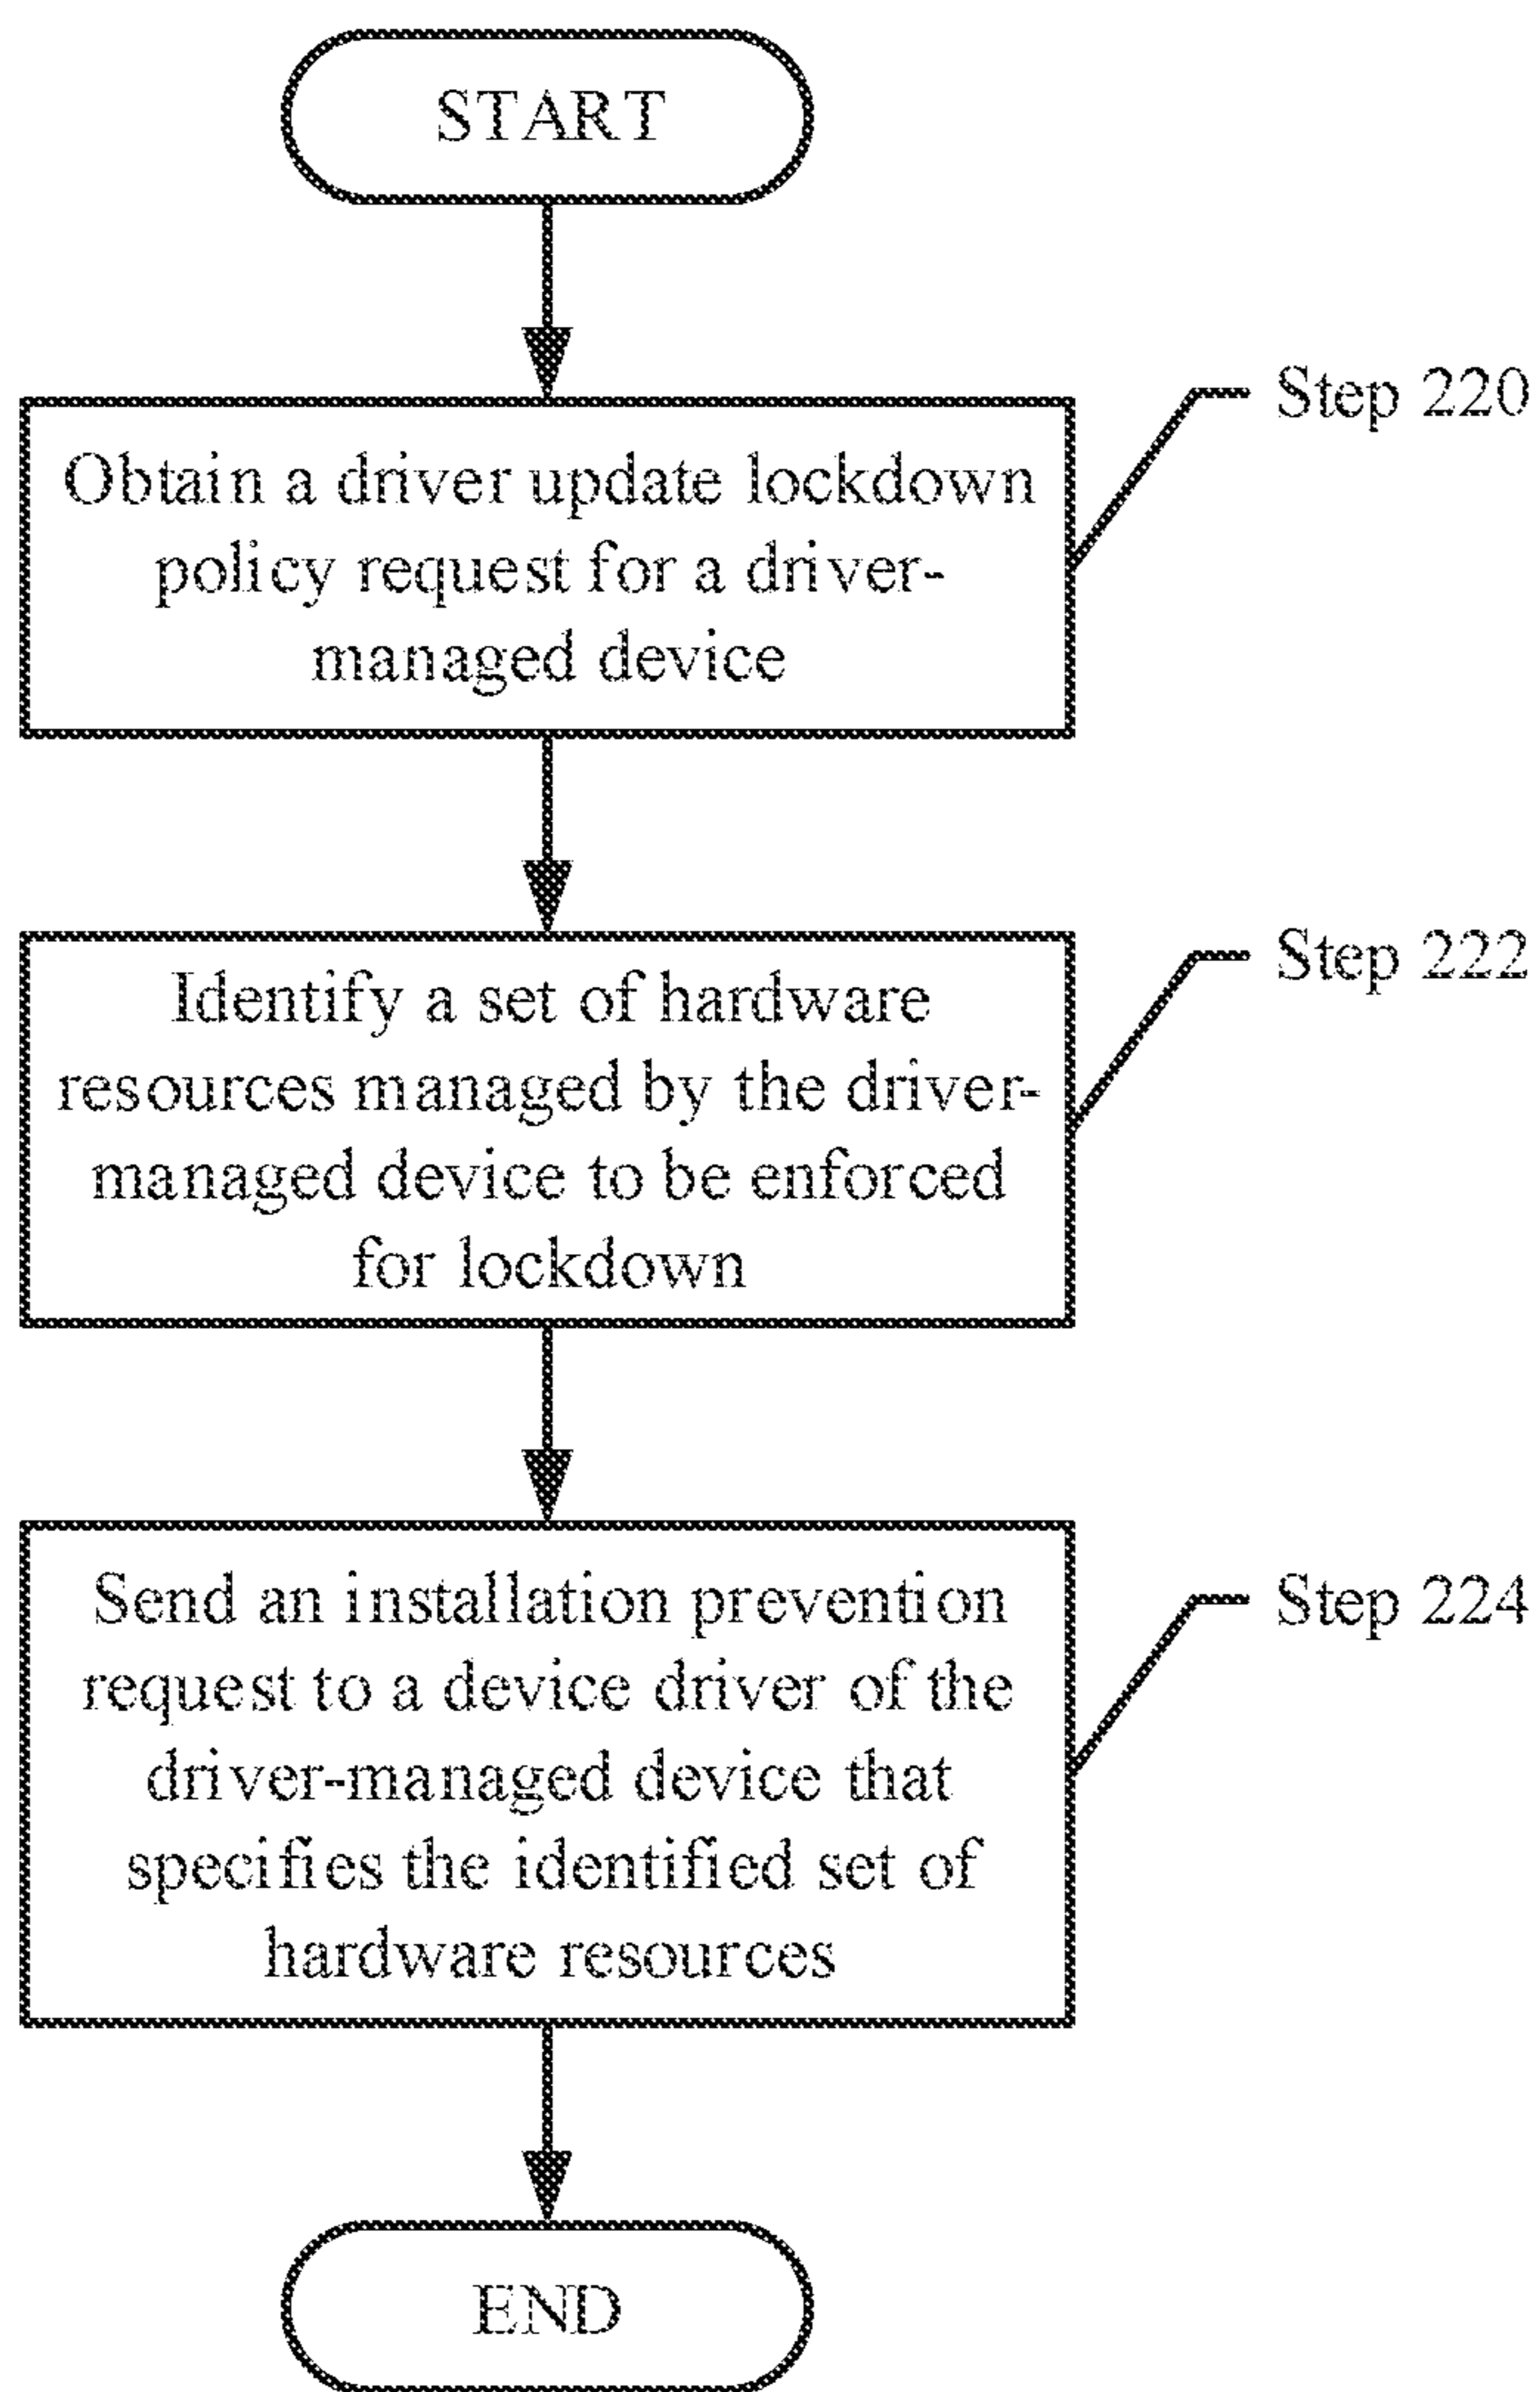 START
Step 220
Obtain a driver update lockdown
policy request for a driver-
managed device
Step 222
Identify a set of hardware
resources managed by the driver-
managed device to be enforced
for lockdown
Step 224
Send an installation prevention
request to a device driver of the
driver-managed device that
specifies the identified set of
hardware resources
END